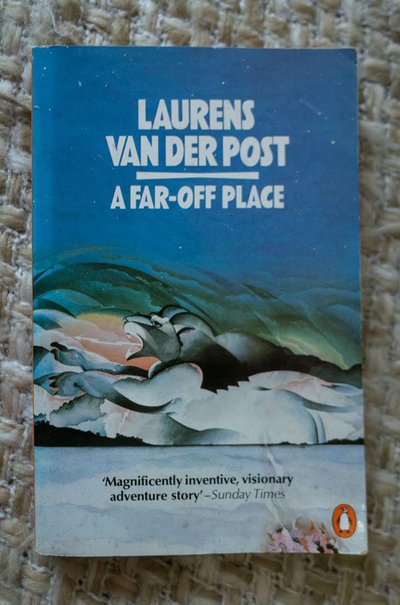 LAURENS
VAN DER POST
A FAR-OFF PLACE
‘Magnificently inventive, visionary
adventure story’–Sunday Times